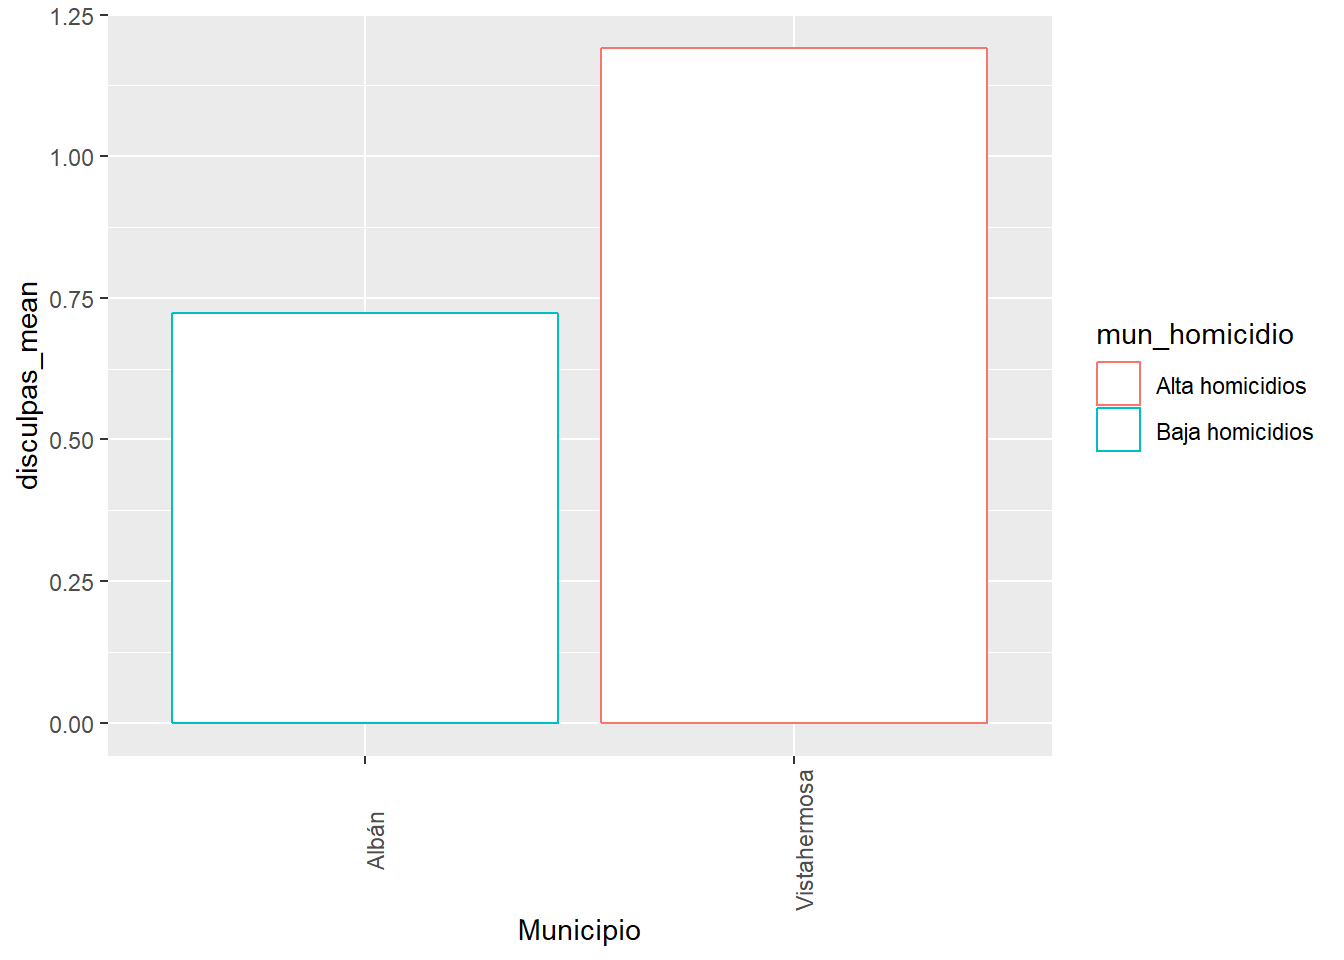 1.25
1.00
0.75
0.50
0.25
0.00
disculpas_mean
Albán
Vistahermosa
Municipio
mun_homicidio
Alta homicidios
Baja homicidios